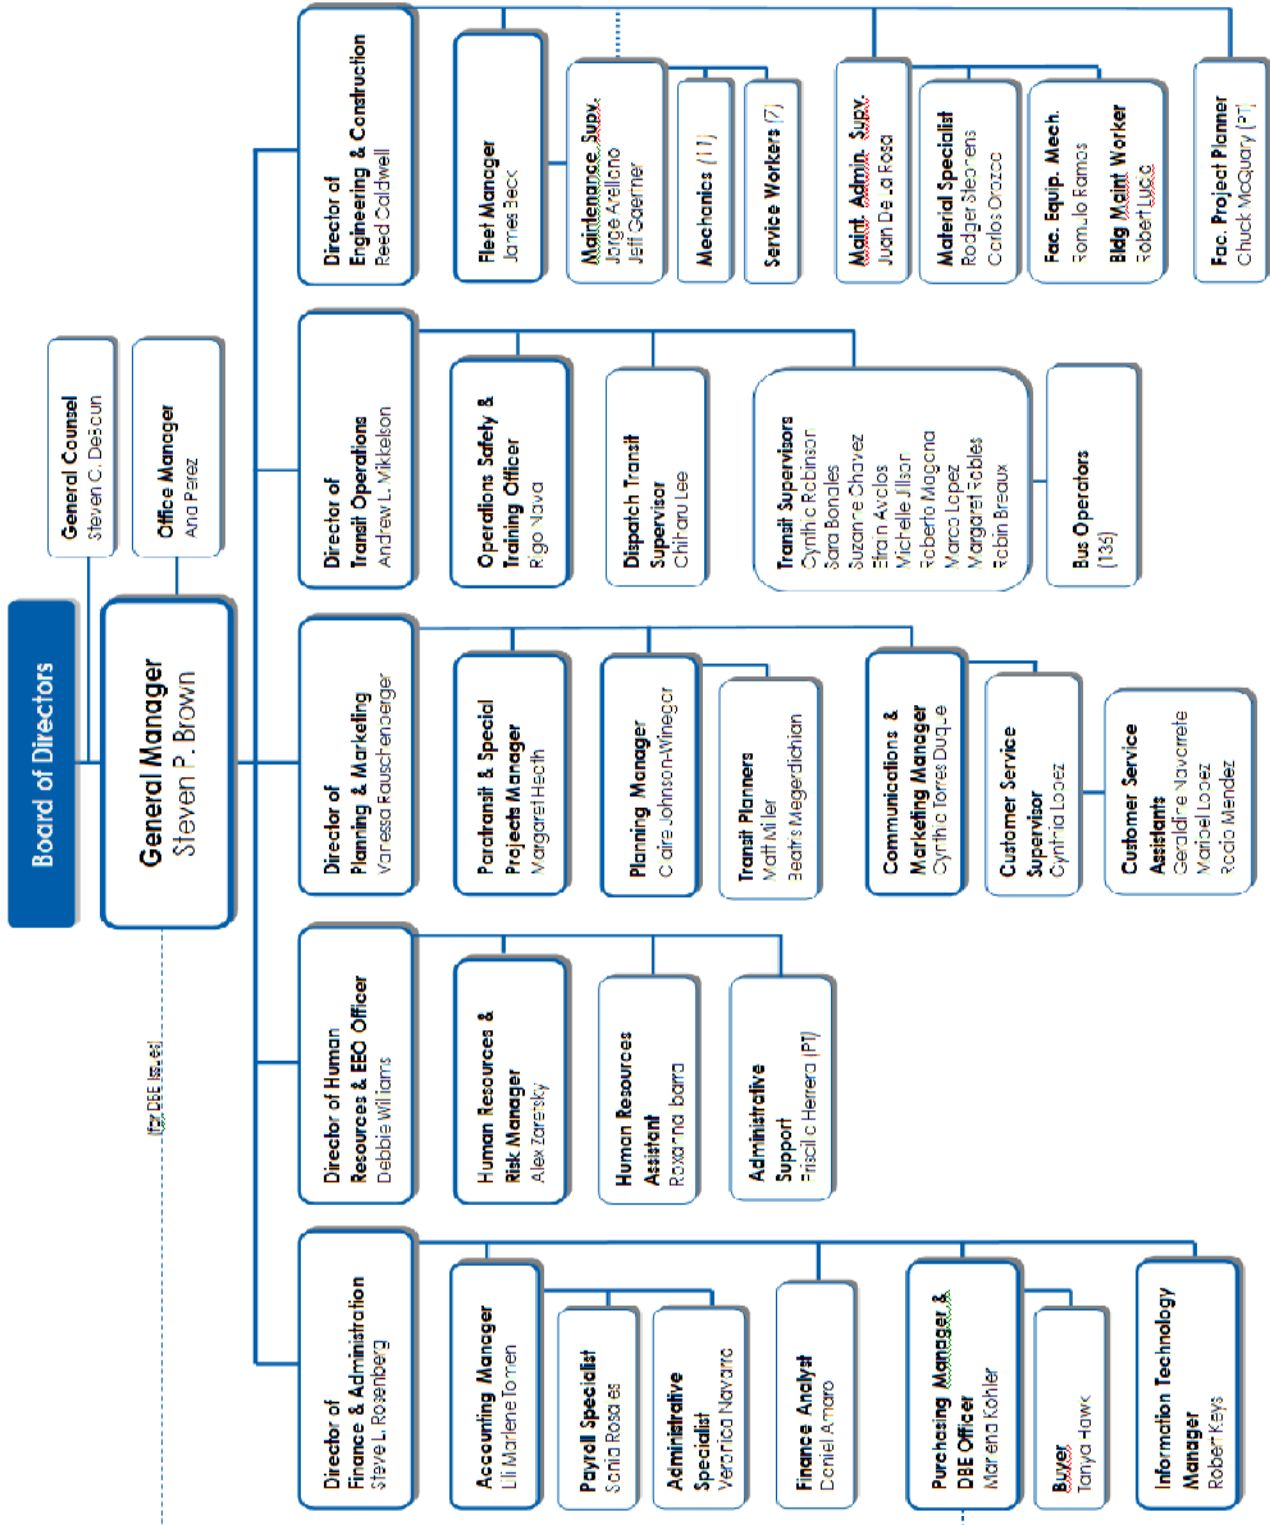 Board of Directors
General Manager
Steven P. Brown
General Counsel
Steven C. DeBaun
Office Manager
Ana Perez
(for DBE Issues)
Director of
Finance & Administration
Steve L. Rosenberg
Accounting Manager
Lili Marlene Tomen
Payroll Specialist
Sonia Rosales
Administrative
Specialist
Veronica Navarro
Finance Analyst
Daniel Amaro
Purchasing Manager &
DBE Officer
Marlena Kohler
Buyer
Tanya Hawk
Information Technology
Manager
Robert Keys
Director of Human
Resources & EEO Officer
Debbie Williams
Human Resources &
Risk Manager
Alex Zaretsky
Human Resources
Assistant
Roxanna Ibarra
Administrative
Support
Priscilla Herrera (PT)
Director of
Planning & Marketing
Vanessa Rauschenberger
Paratransit & Special
Projects Manager
Margaret Heath
Planning Manager
Claire Johnson-Winegar
Transit Planners
Matt Miller
Beatris Megerdichian
Communications &
Marketing Manager
Cynthia Torres Duque
Customer Service
Supervisor
Cynthia Lopez
Customer Service
Assistants
Geraldine Navarrete
Maribel Lopez
Rocio Mendez
Director of
Transit Operations
Andrew L. Mikkelson
Operations Safety &
Training Officer
Rigo Nava
Dispatch Transit
Supervisor
Chiharu Lee
Transit Supervisors
Cynthia Robinson
Sara Bonales
Suzanne Chavez
Efrain Avalos
Michelle Jillson
Roberto Magana
Marco Lopez
Margaret Robles
Robin Breaux
Bus Operators
(136)
Director of
Engineering & Construction
Reed Caldwell
Fleet Manager
James Beck
Maintenance Supv.
Jorge Arellano
Jeff Gaertner
Mechanics (11)
Service Workers (7)
Maint. Admin. Supv.
Juan De La Rosa
Material Specialist
Rodger Stephens
Carlos Orozco
Fac. Equip. Mech.
Romulo Ramos
Bldg Maint Worker
Robert Lucio
Fac. Project Planner
Chuck McQuary (PT)